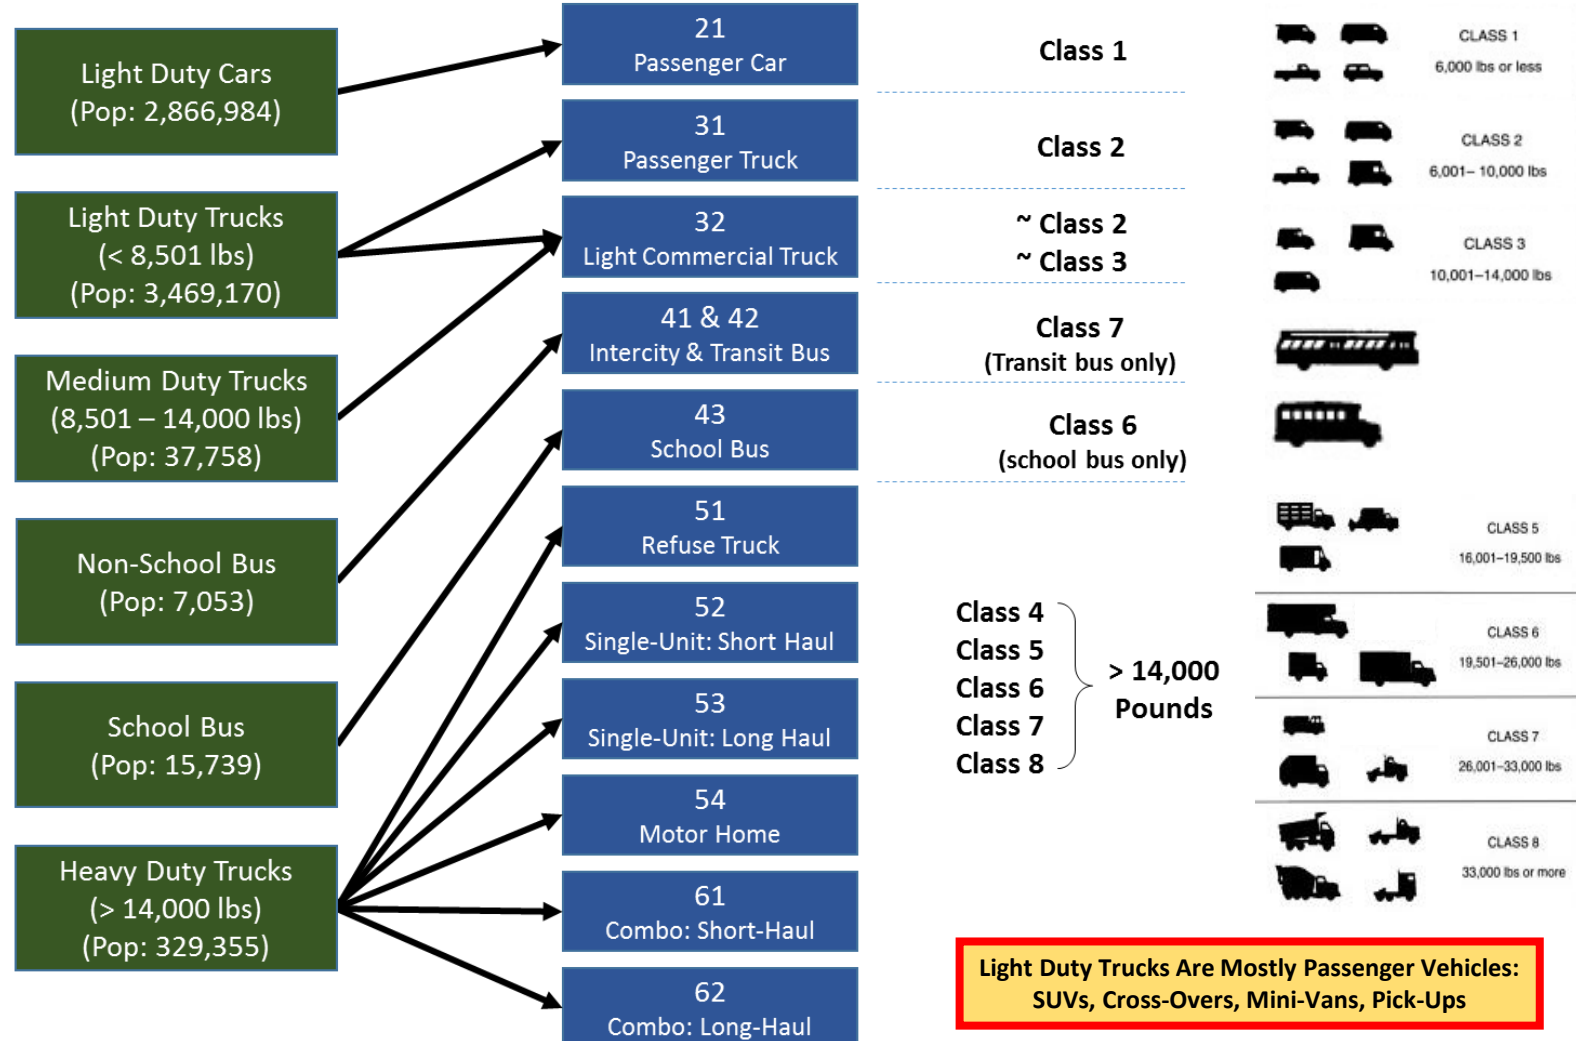 Light Duty Cars
(Pop: 2,866,984)
Light Duty Trucks
(< 8,501 lbs)
(Pop: 3,469,170)
Medium Duty Trucks
(8,501 – 14,000 lbs)
(Pop: 37,758)
Non-School Bus
(Pop: 7,053)
School Bus
(Pop: 15,739)
Heavy Duty Trucks
(> 14,000 lbs)
(Pop: 329,355)
21
Passenger Car
31
Passenger Truck
32
Light Commercial Truck
41 & 42
Intercity & Transit Bus
43
School Bus
51
Refuse Truck
52
Single-Unit: Short Haul
53
Single-Unit: Long Haul
54
Motor Home
61
Combo: Short-Haul
62
Combo: Long-Haul
Class 1
Class 2
~ Class 2
~ Class 3
Class 7
(Transit bus only)
Class 6
(school bus only)
Class 4
Class 5
Class 6
Class 7
Class 8
> 14,000
Pounds
CLASS 1
6,000 lbs or less
CLASS 2
6,001– 10,000 lbs
CLASS 3
10,001–14,000 lbs
CLASS 5
16,001–19,500 lbs
CLASS 6
19,501–26,000 lbs
CLASS 7
26,001–33,000 lbs
CLASS 8
33,000 lbs or more
Light Duty Trucks Are Mostly Passenger Vehicles:
SUVs, Cross-Overs, Mini-Vans, Pick-Ups